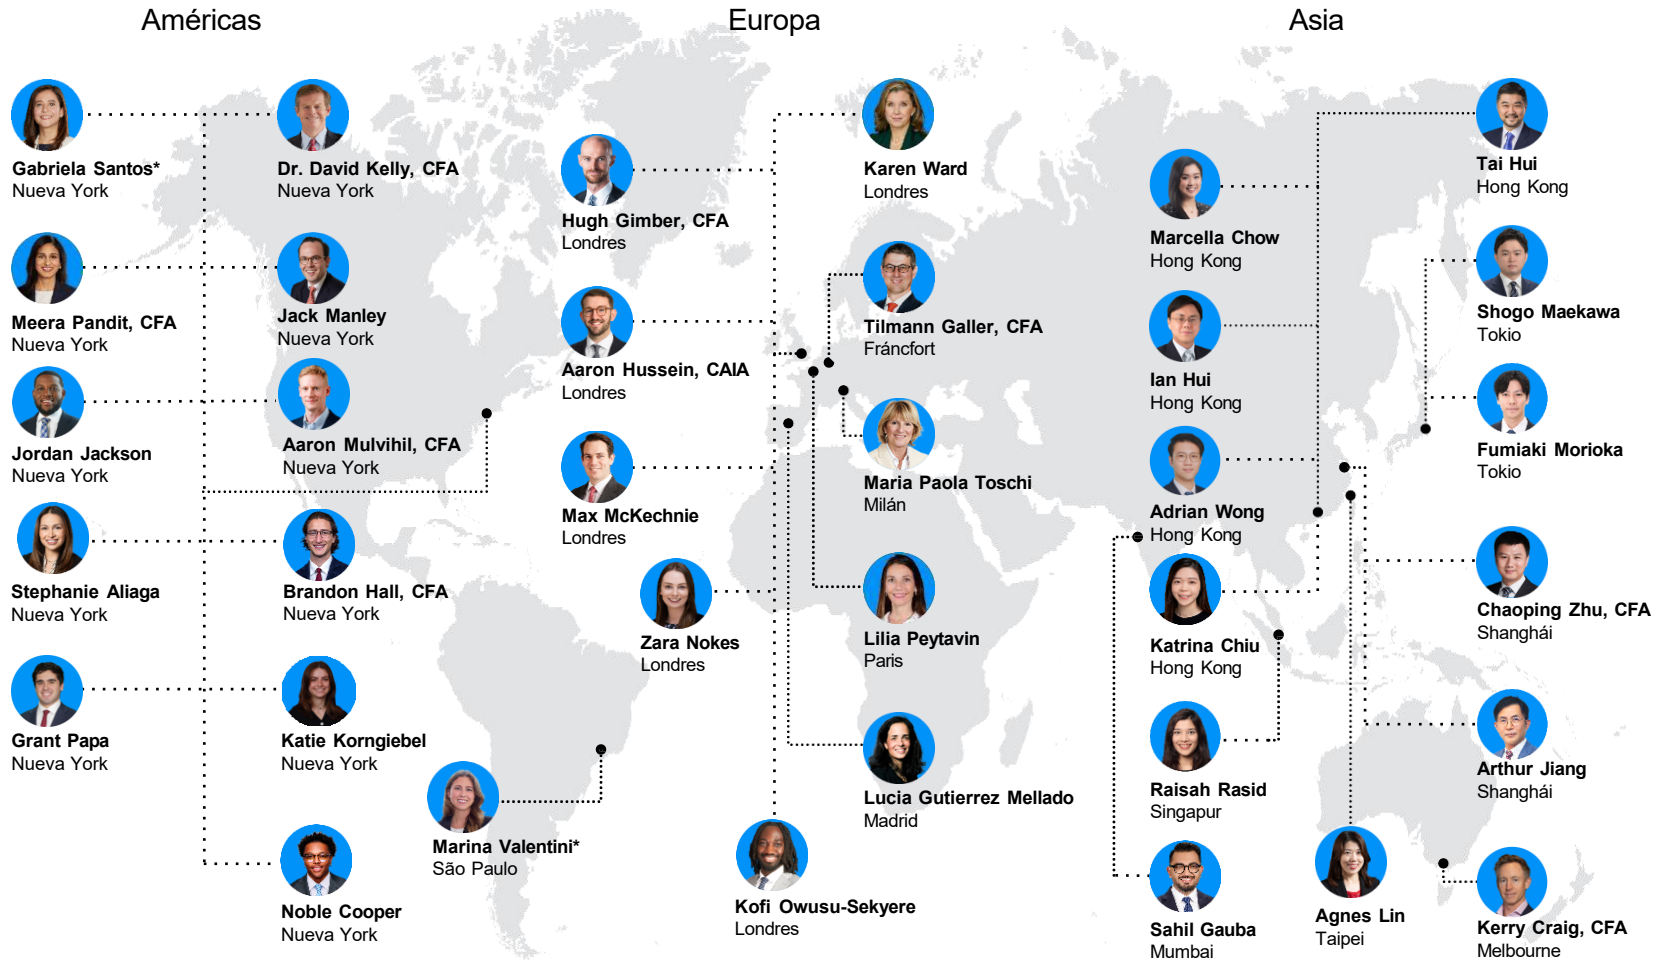 Américas
Gabriela Santos*
Nueva York
Dr. David Kelly, CFA
Nueva York
Meera Pandit, CFA
Nueva York
Jack Manley
Nueva York
Jordan Jackson
Nueva York
Aaron Mulvihil, CFA
Nueva York
Stephanie Aliaga
Nueva York
Brandon Hall, CFA
Nueva York
Grant Papa
Nueva York
Katie Korngiebel
Nueva York
Noble Cooper
Nueva York
Marina Valentini*
São Paulo
Europa
Karen Ward
Londres
Hugh Gimber, CFA
Londres
Tilmann Galler, CFA
Fráncfort
Aaron Hussein, CAIA
Londres
Maria Paola Toschi
Milán
Max McKechnie
Londres
Zara Nokes
Londres
Lilia Peytavin
Paris
Lucia Gutierrez Mellado
Madrid
Kofi Owusu-Sekyere
Londres
Asia
Tai Hui
Hong Kong
Marcella Chow
Hong Kong
Shogo Maekawa
Tokio
Ian Hui
Hong Kong
Fumiaki Morioka
Tokio
Adrian Wong
Hong Kong
Chaoping Zhu, CFA
Shanghái
Katrina Chiu
Hong Kong
Arthur Jiang
Shanghái
Raisah Rasid
Singapur
Sahil Gauba
Mumbai
Agnes Lin
Taipei
Kerry Craig, CFA
Melbourne